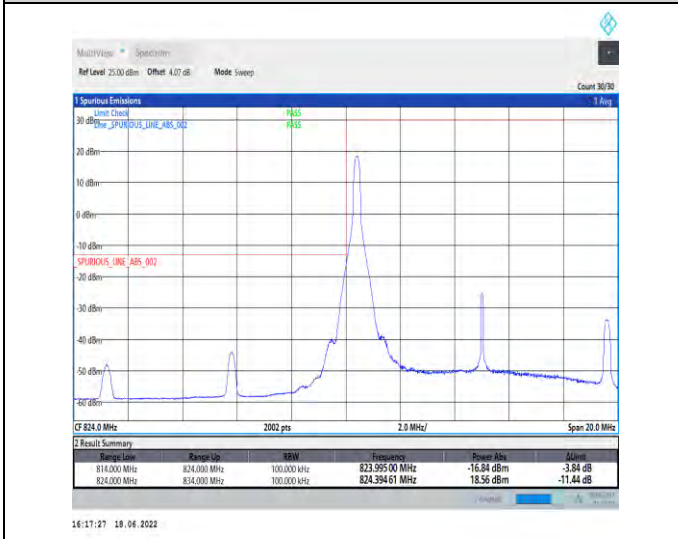 MultiView Spectrum
Ref Level 25.00 dBm Offset 4.07 dB Mode Sweep
Count 30/30
1 Spurious Emissions 1 Avg
Limit Check PASS
Line _SPURIOUS_LINE_ABS_002 PASS
30 dBm
20 dBm
10 dBm
0 dBm
-10 dBm
SPURIOUS_LINE_ABS_002
-20 dBm
-30 dBm
-40 dBm
-50 dBm
-60 dBm
CF 824.0 MHz 2002 pts 2.0 MHz/ Span 20.0 MHz
2 Result Summary
Range Low Range Up RBW Frequency Power Abs ΔLimit
814.000 MHz 824.000 MHz 100.000 kHz 823.99500 MHz -16.84 dBm -3.84 dB
824.000 MHz 834.000 MHz 100.000 kHz 824.39461 MHz 18.56 dBm -11.44 dB
16:17:27 18.06.2022